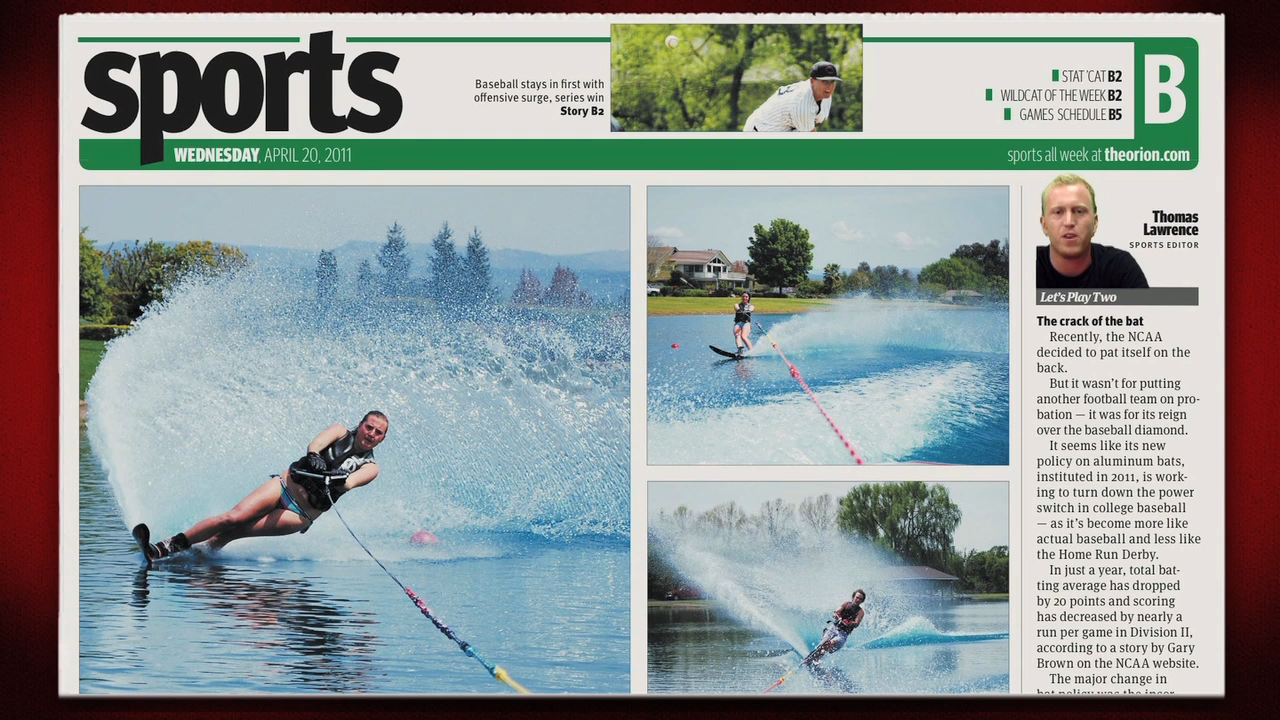 sports
Baseball stays in first with
offensive surge, series win
Story B2
STAT 'CAT B2
WILDCAT OF THE WEEK B2
GAMES SCHEDULE B5
B
WEDNESDAY, APRIL 20, 2011
sports all week at theorion.com
Thomas
Lawrence
SPORTS EDITOR
Let's Play Two
The crack of the bat
Recently, the NCAA
decided to pat itself on the
back.
But it wasn't for putting
another football team on pro-
bation — it was for its reign
over the baseball diamond.
It seems like its new
policy on aluminum bats,
instituted in 2011, is work-
ing to turn down the power
switch in college baseball
— as it's become more like
actual baseball and less like
the Home Run Derby.
In just a year, total bat-
ting average has dropped
by 20 points and scoring
has decreased by nearly a
run per game in Division II,
according to a story by Gary
Brown on the NCAA website.
The major change in
bat policy was the incor-